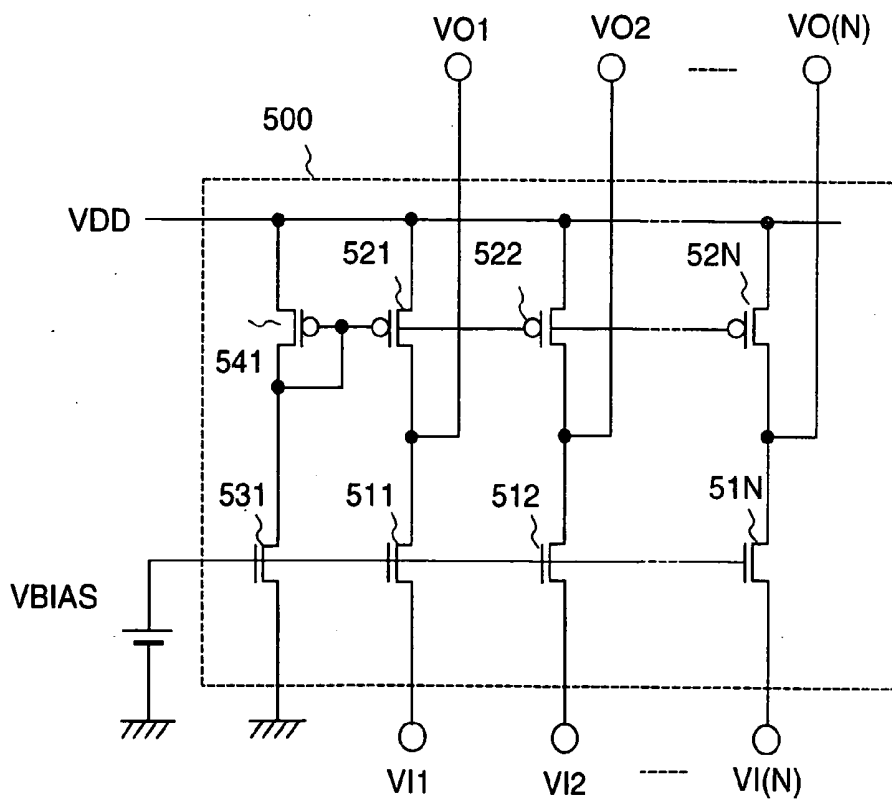 VO1
VO2
VO(N)
500
VDD
521
522
52N
541
531
511
512
51N
VBIAS
VI1
VI2
VI(N)